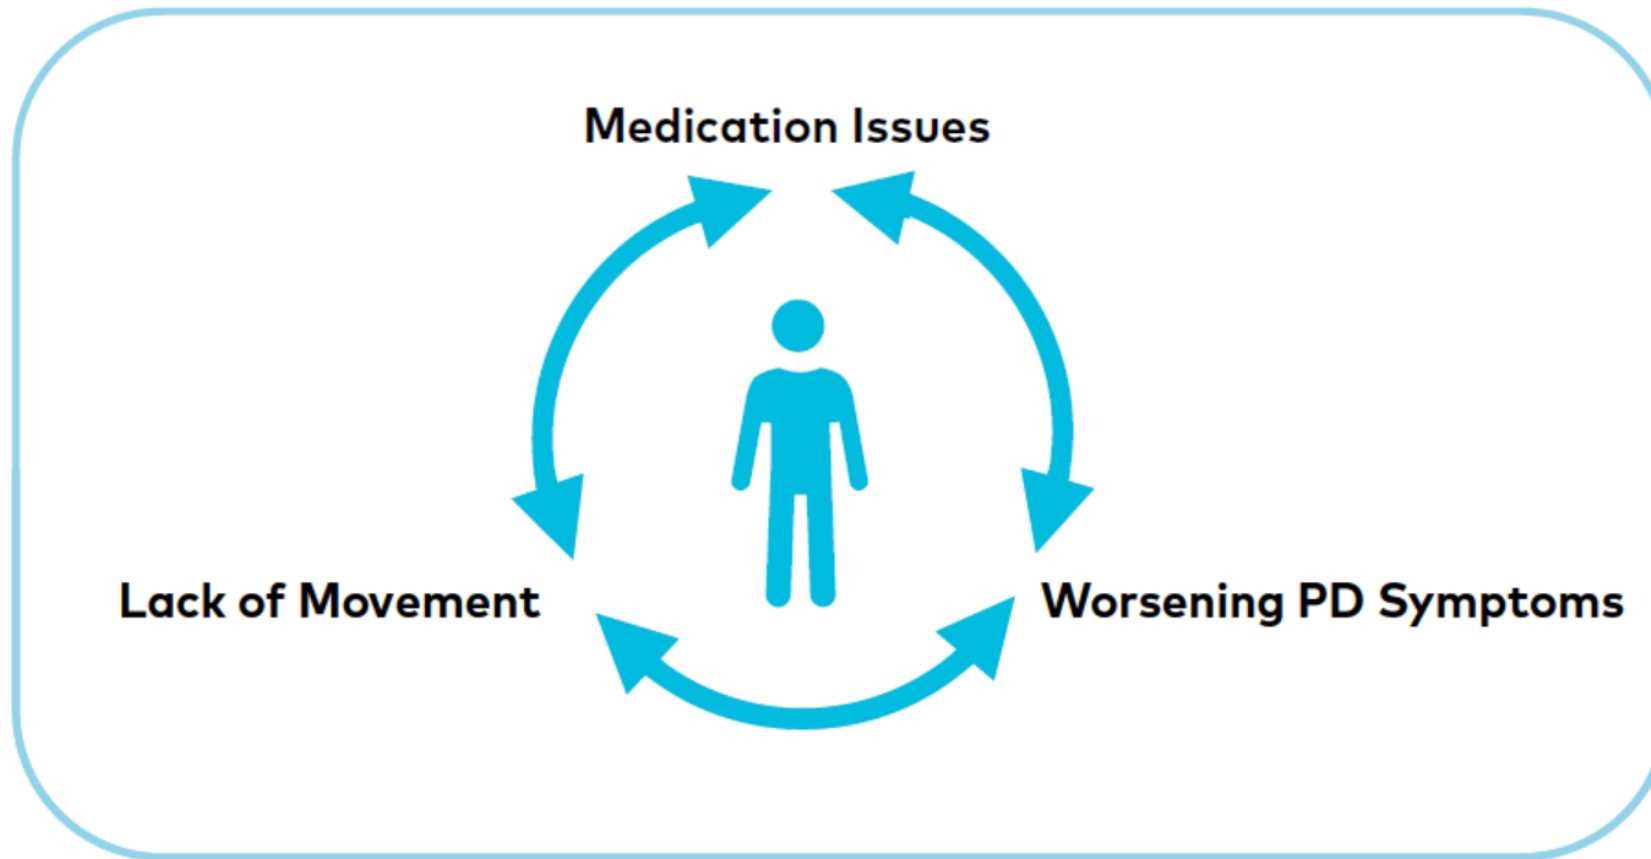 Medication Issues
Lack of Movement
Worsening PD Symptoms